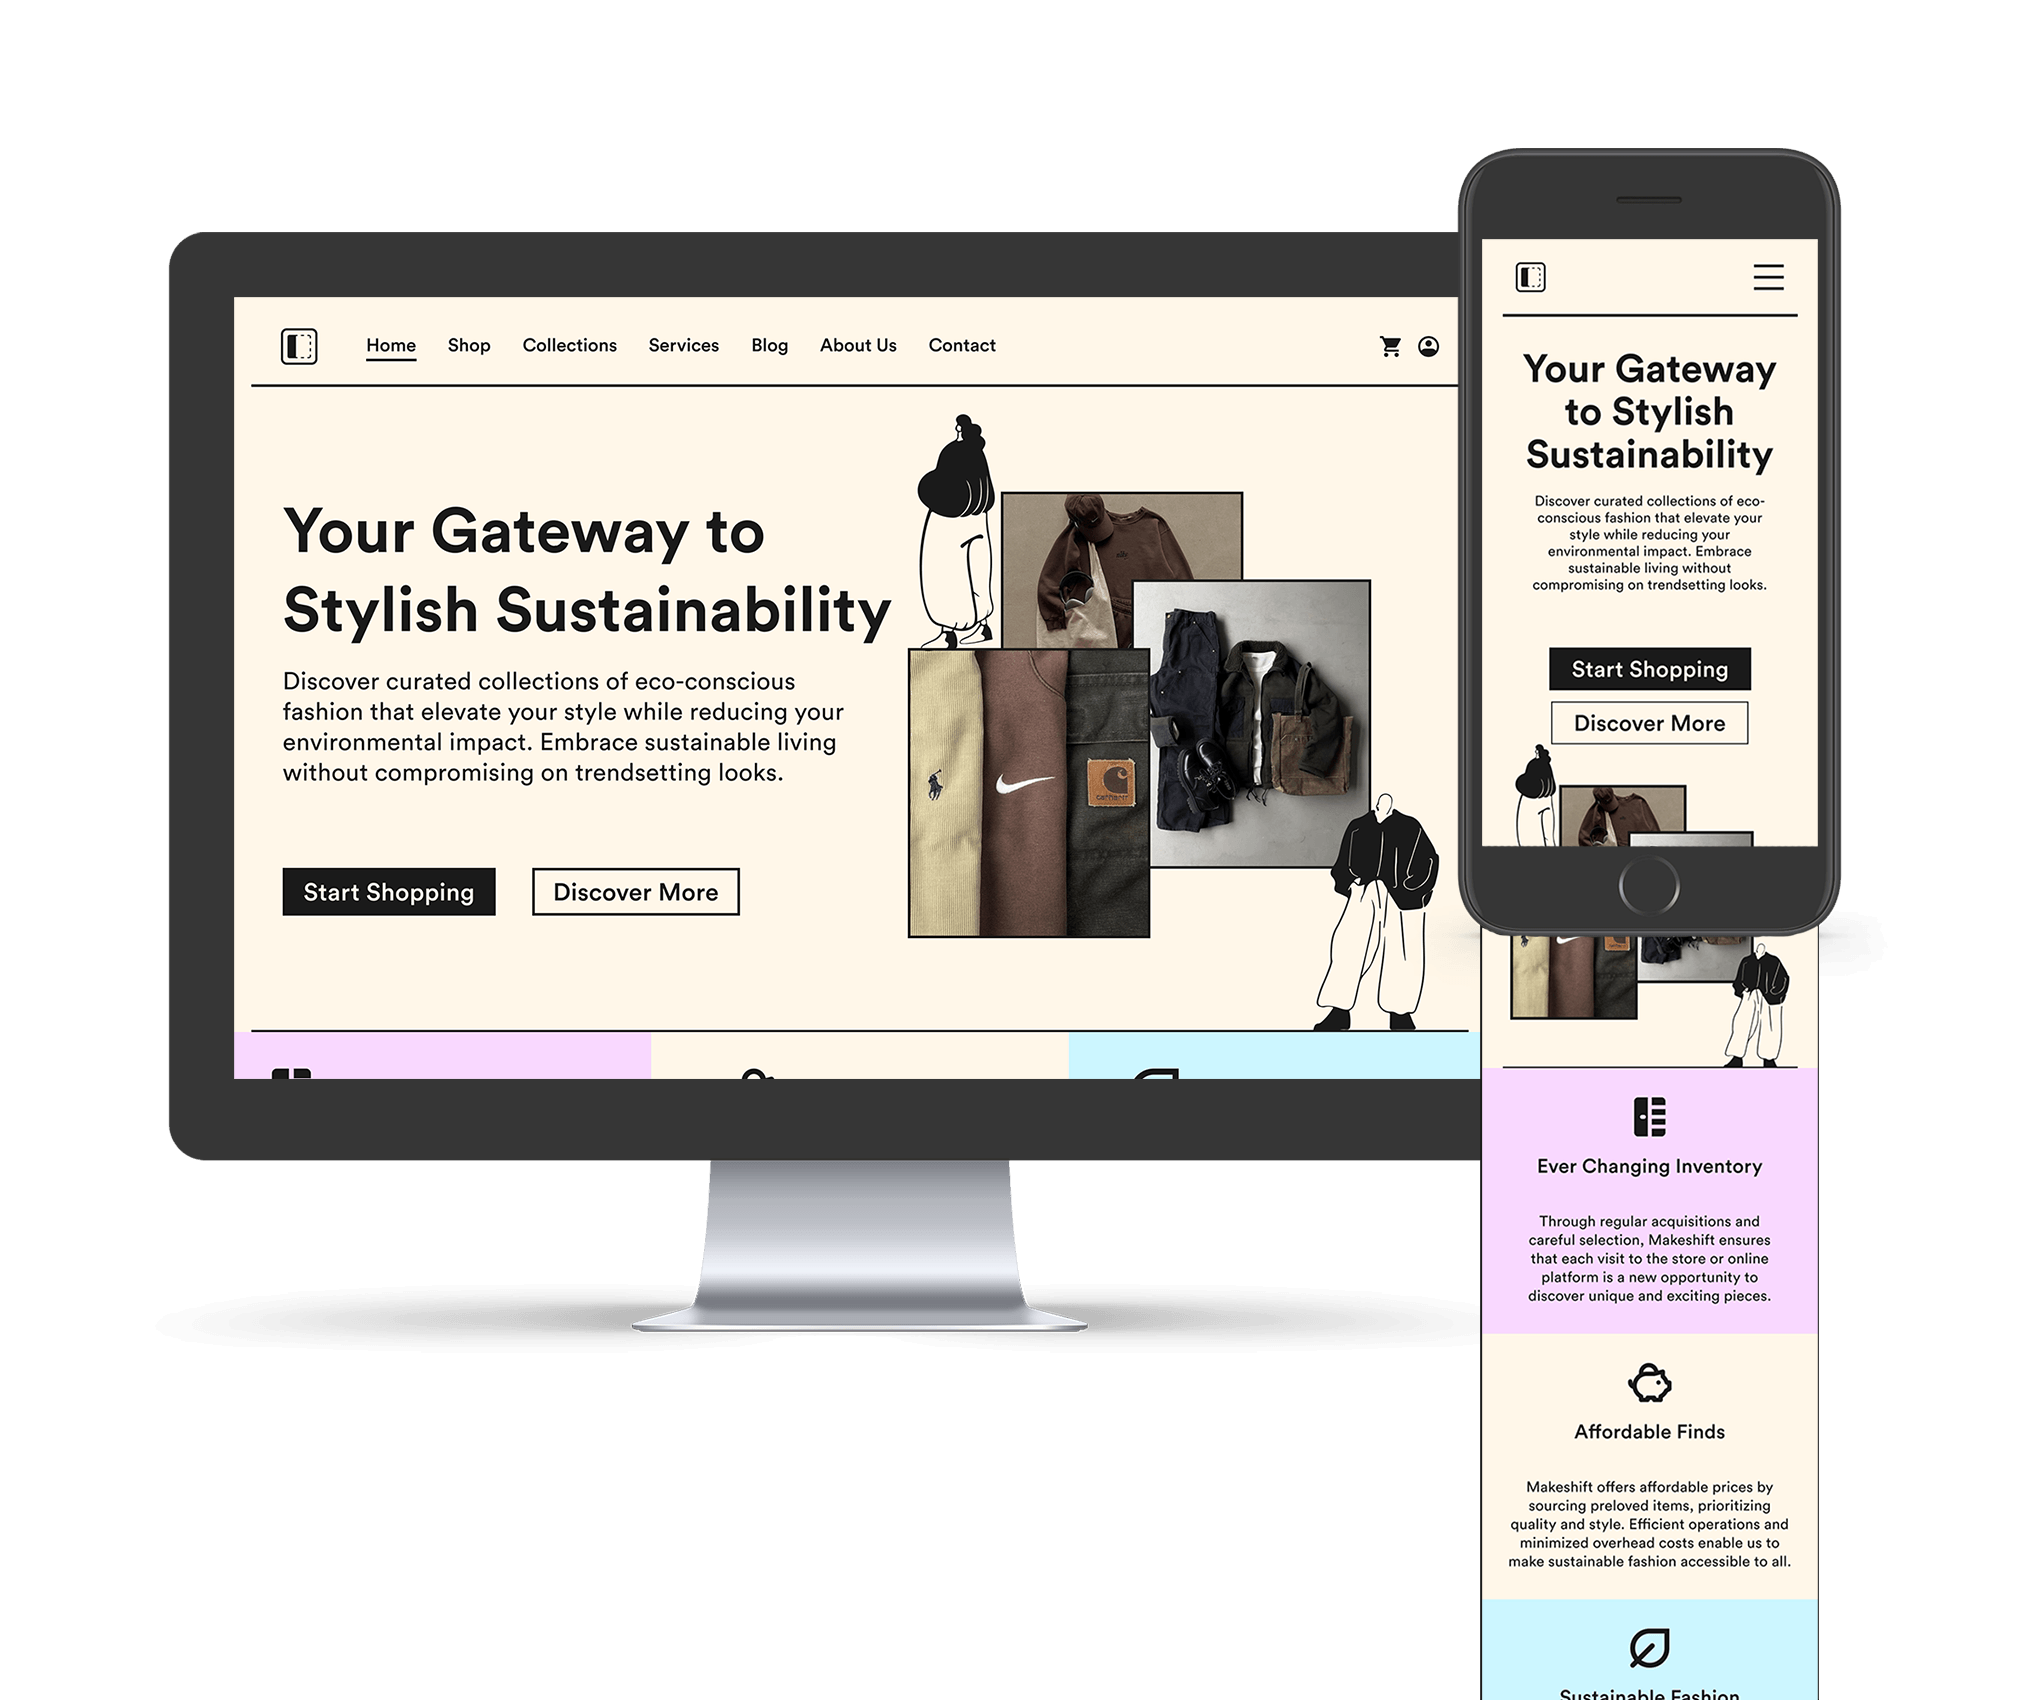 Home Shop Collections Services Blog About Us Contact
Your Gateway to
Stylish Sustainability
Discover curated collections of eco-conscious
fashion that elevate your style while reducing your
environmental impact. Embrace sustainable living
without compromising on trendsetting looks.
Start Shopping
Discover More
carhartt
Your Gateway
to Stylish
Sustainability
Discover curated collections of eco-
conscious fashion that elevate your
style while reducing your
environmental impact. Embrace
sustainable living without
compromising on trendsetting looks.
Start Shopping
Discover More
Ever Changing Inventory
Through regular acquisitions and
careful selection, Makeshift ensures
that each visit to the store or online
platform is a new opportunity to
discover unique and exciting pieces.
Affordable Finds
Makeshift offers affordable prices by
sourcing preloved items, prioritizing
quality and style. Efficient operations and
minimized overhead costs enable us to
make sustainable fashion accessible to all.
Sustainable Fashion